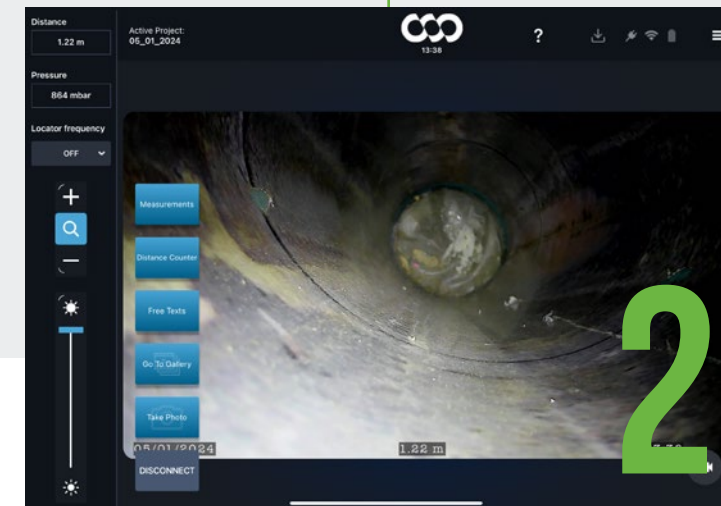 Distance
1.22 m
Pressure
864 mbar
Locator frequency
OFF
Active Project:
05_01_2024
13:38
?
Measurements
Distance Counter
Free Texts
Go To Gallery
Take Photo
DISCONNECT
05/01/2024
1.22 m
2